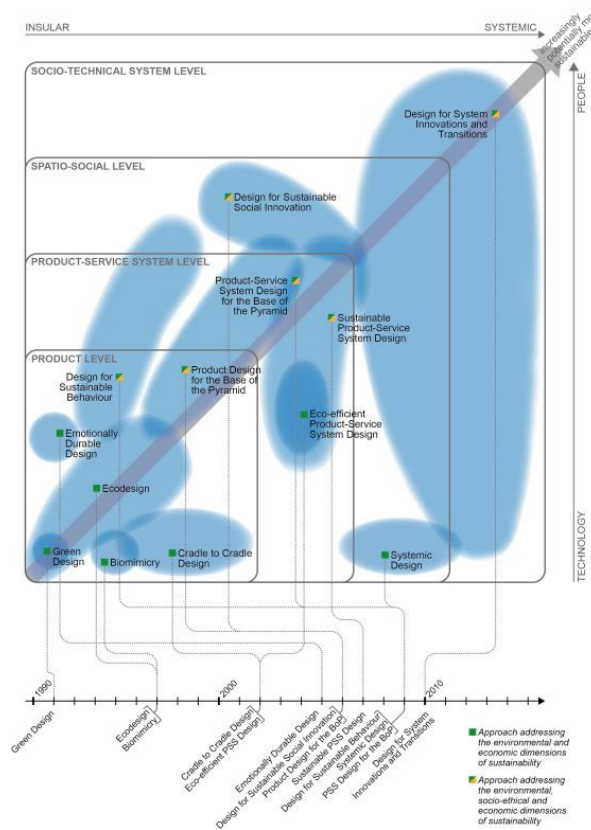 INSULAR
SYSTEMIC
Increasingly
potentially mo
sustainable
SOCIO-TECHNICAL SYSTEM LEVEL
PEOPLE
Design for System
Innovations and
Transitions
SPATIO-SOCIAL LEVEL
Design for Sustainable
Social Innovation
PRODUCT-SERVICE SYSTEM LEVEL
Product-Service
System Design
for the Base of
the Pyramid
Sustainable
Product-Service
System Design
PRODUCT LEVEL
Design for
Sustainable
Behaviour
Product Design
for the Base of
the Pyramid
Emotionally
Durable
Design
Eco-efficient
Product-Service
System Design
Ecodesign
Green
Design
Biomimicry
Cradle to Cradle
Design
Systemic
Design
TECHNOLOGY
1990
2000
2010
Green Design
Ecodesign
Biomimicry
Cradle to Cradle Design
Eco-efficient PSS Design
Emotionally Durable Design
Design for Sustainable Social Innovation
Product Design for the BoP
Sustainable PSS Design
Design for Sustainable Behaviour
Systemic Design
PSS Design for the BoP
Design for System
Innovations and Transitions
Approach addressing
the environmental and
economic dimensions
of sustainability
Approach addressing
the environmental,
socio-ethical and
economic dimensions
of sustainability